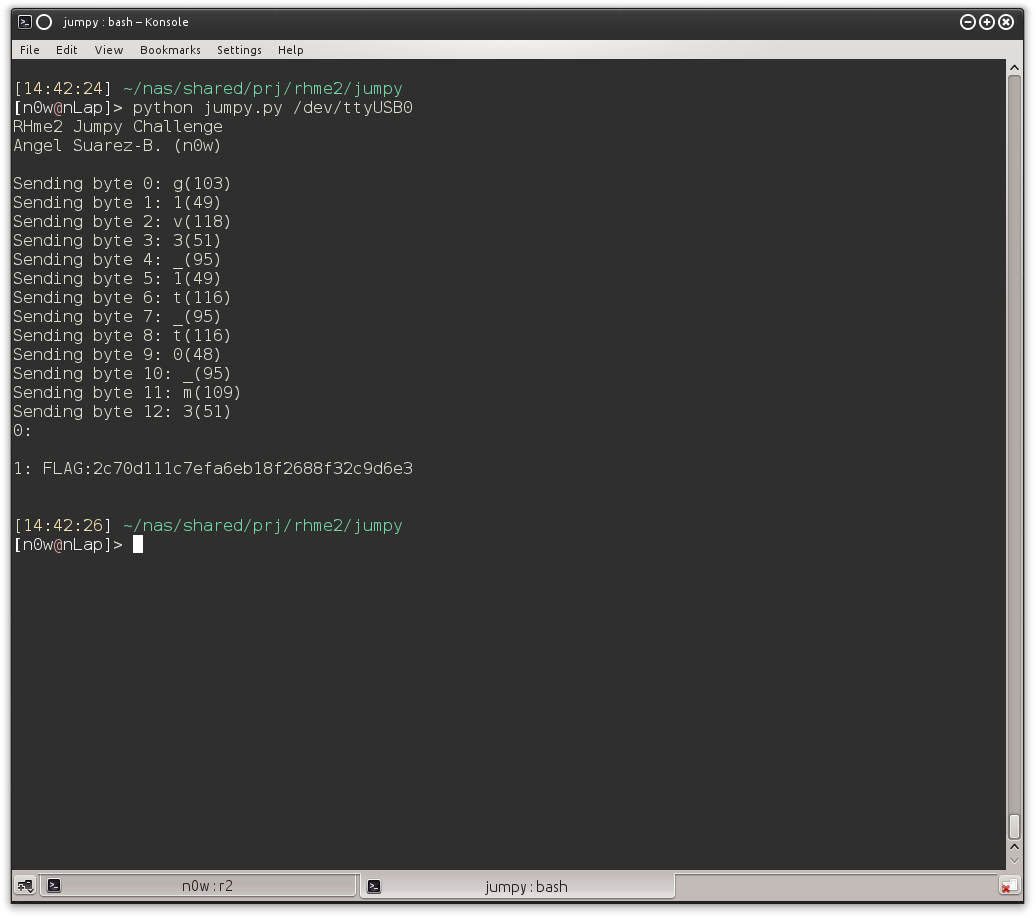 jumpy : bash – Konsole
File Edit View Bookmarks Settings Help
[14:42:24] ~/nas/shared/prj/rhme2/jumpy
[n0w@nLap]> python jumpy.py /dev/ttyUSB0
RHme2 Jumpy Challenge
Angel Suarez-B. (n0w)
Sending byte 0: g(103)
Sending byte 1: 1(49)
Sending byte 2: v(118)
Sending byte 3: 3(51)
Sending byte 4: _(95)
Sending byte 5: 1(49)
Sending byte 6: t(116)
Sending byte 7: _(95)
Sending byte 8: t(116)
Sending byte 9: 0(48)
Sending byte 10: _(95)
Sending byte 11: m(109)
Sending byte 12: 3(51)
0:
1: FLAG:2c70d111c7efa6eb18f2688f32c9d6e3
[14:42:26] ~/nas/shared/prj/rhme2/jumpy
[n0w@nLap]>
n0w : r2
jumpy : bash